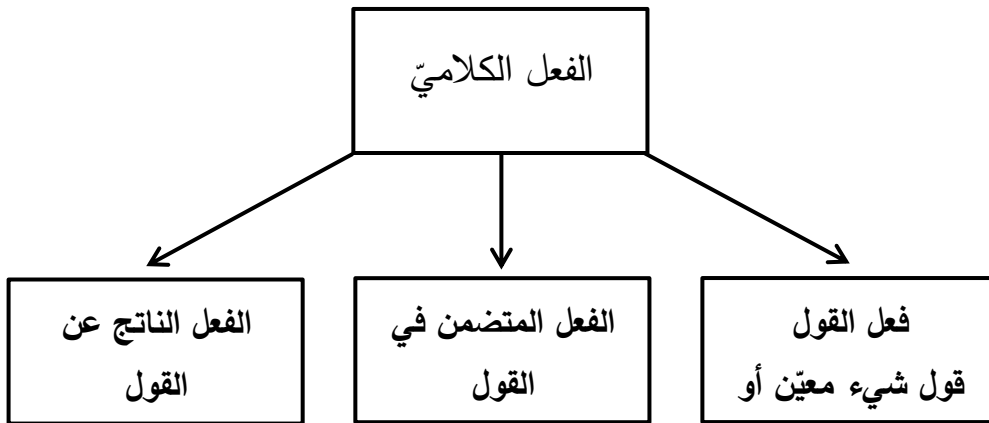 الفعل الكلاميّ
فعل القول
قول شيء معيّن أو
الفعل المتضمن في
القول
الفعل الناتج عن
القول